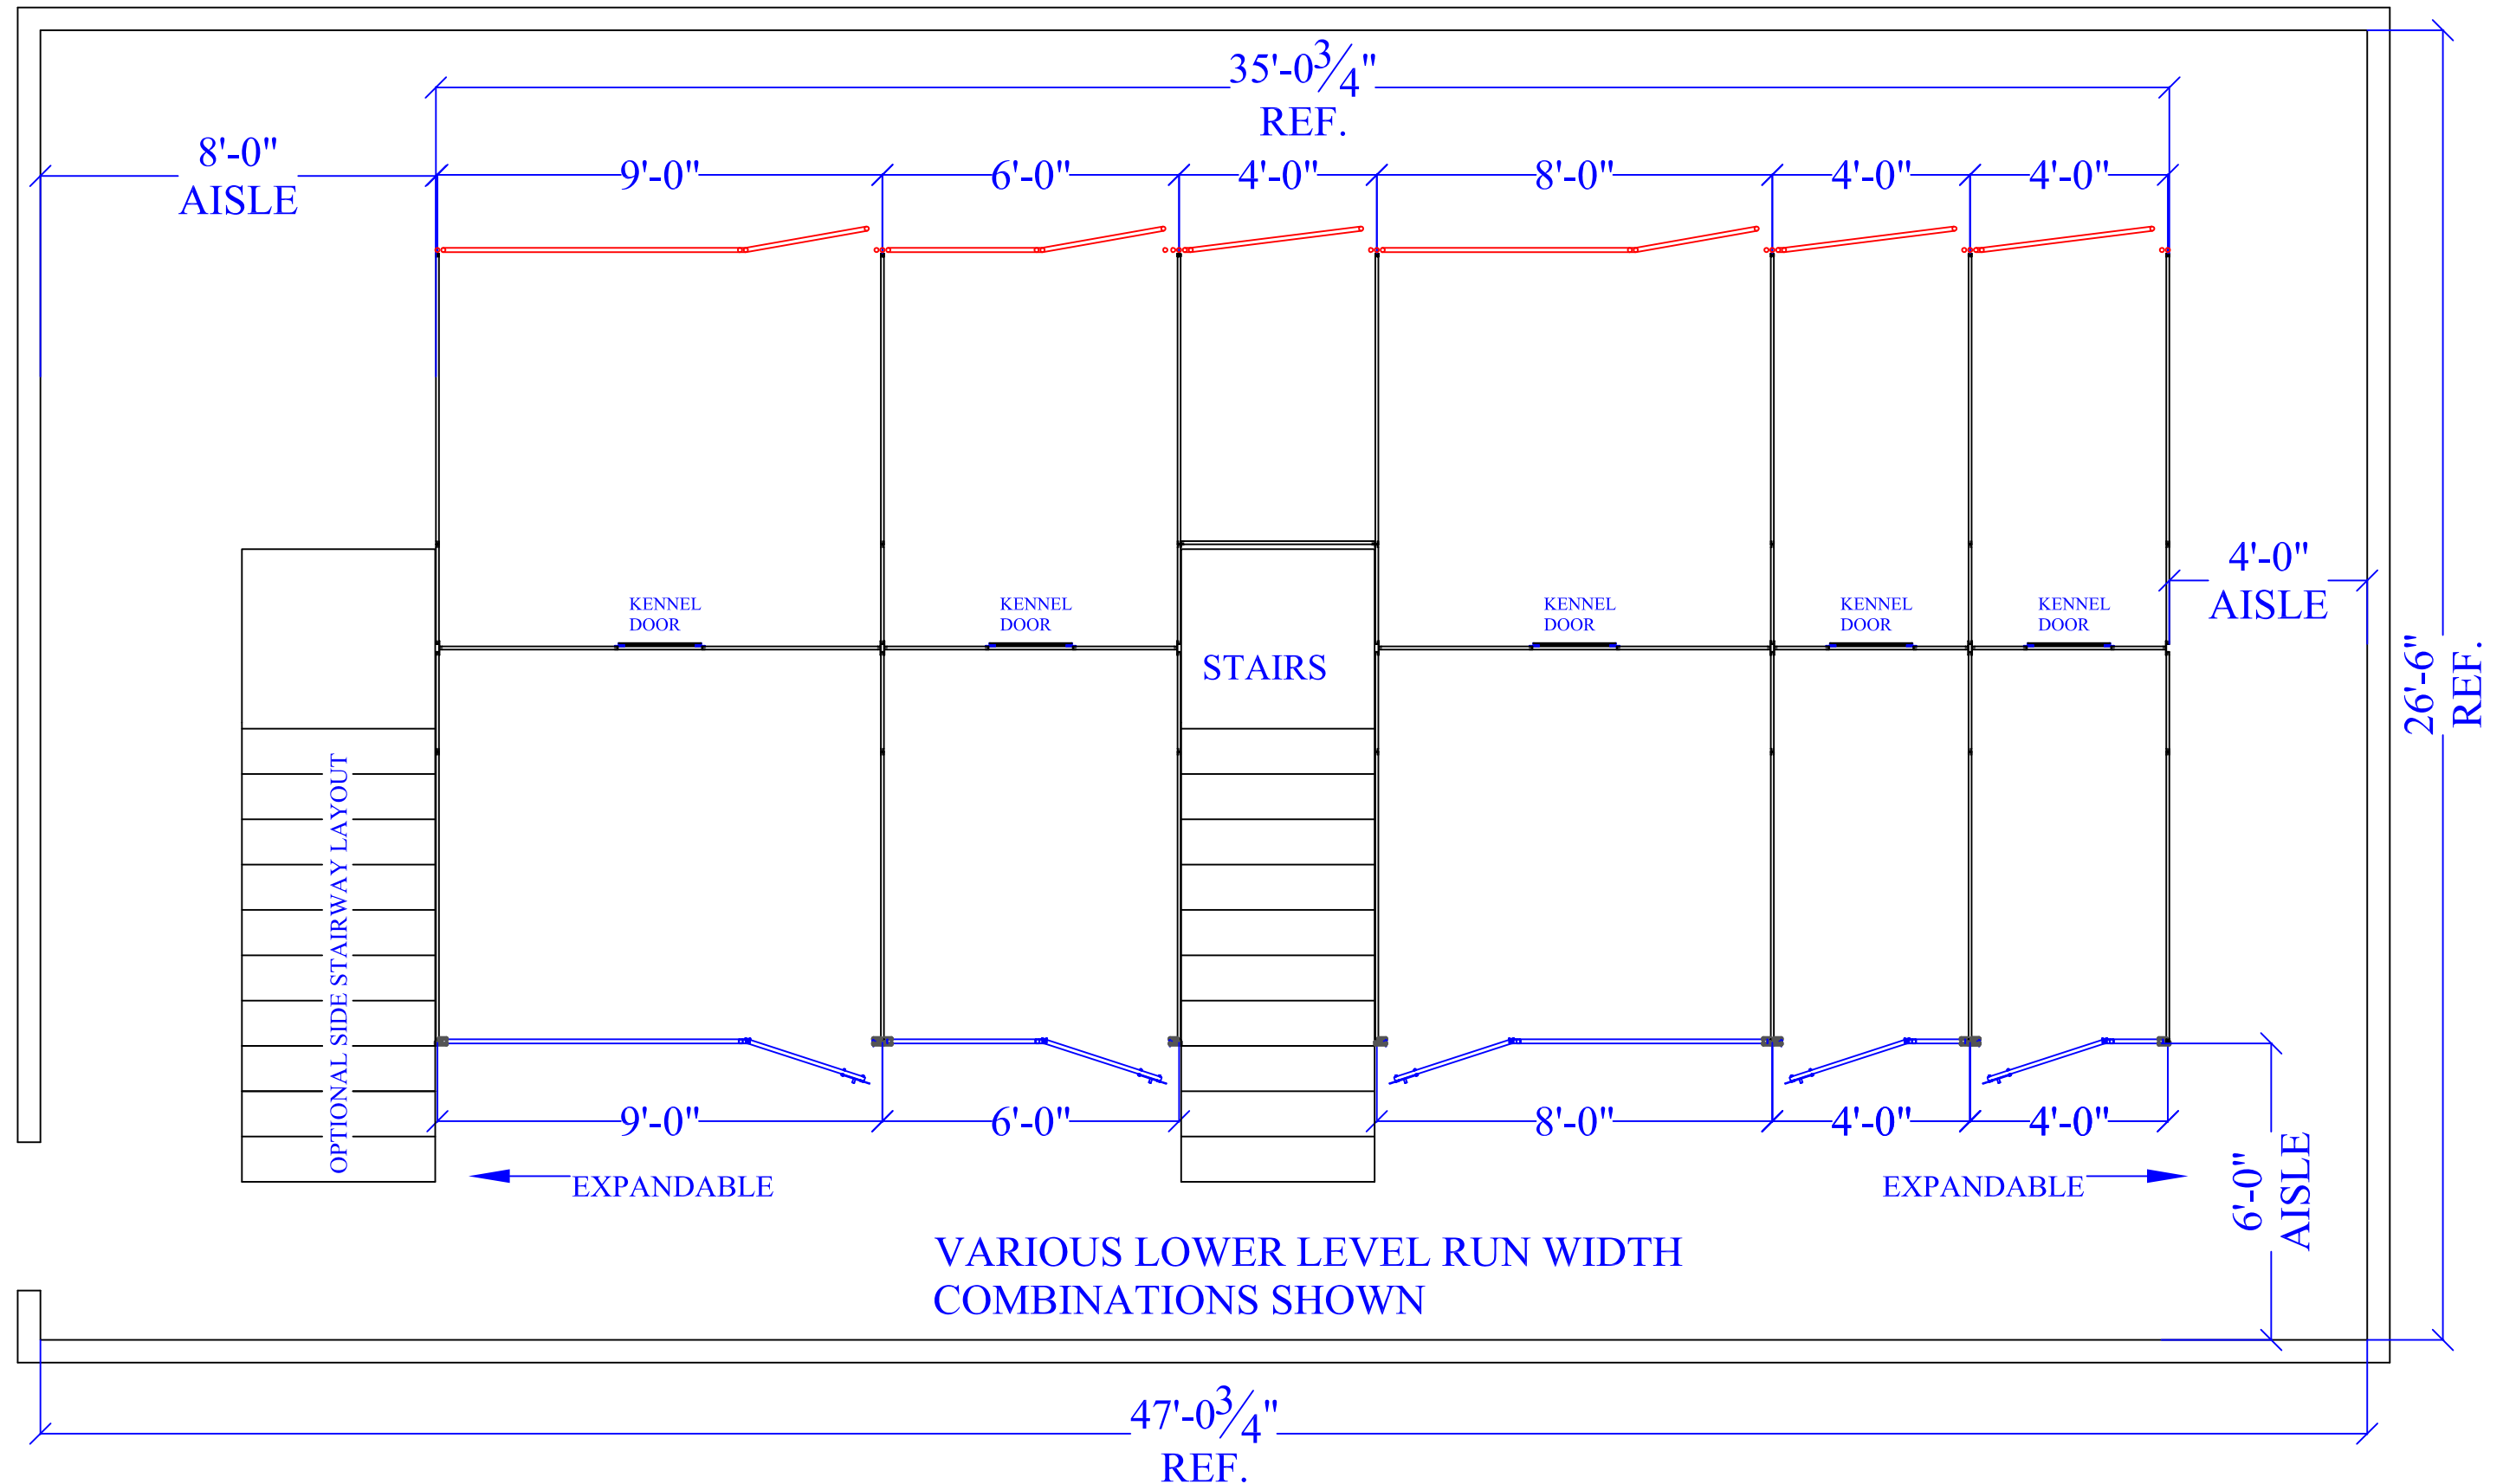 35'-0 3/4"
REF.
8'-0"
AISLE
9'-0"
6'-0"
4'-0"
8'-0"
4'-0"
4'-0"
4'-0"
AISLE
KENNEL
DOOR
KENNEL
DOOR
KENNEL
DOOR
KENNEL
DOOR
KENNEL
DOOR
STAIRS
26'-6"
REF.
OPTIONAL SIDE STAIRWAY LAYOUT
9'-0"
6'-0"
8'-0"
4'-0"
4'-0"
EXPANDABLE
EXPANDABLE
6'-0"
AISLE
VARIOUS LOWER LEVEL RUN WIDTH
COMBINATIONS SHOWN
47'-0 3/4"
REF.